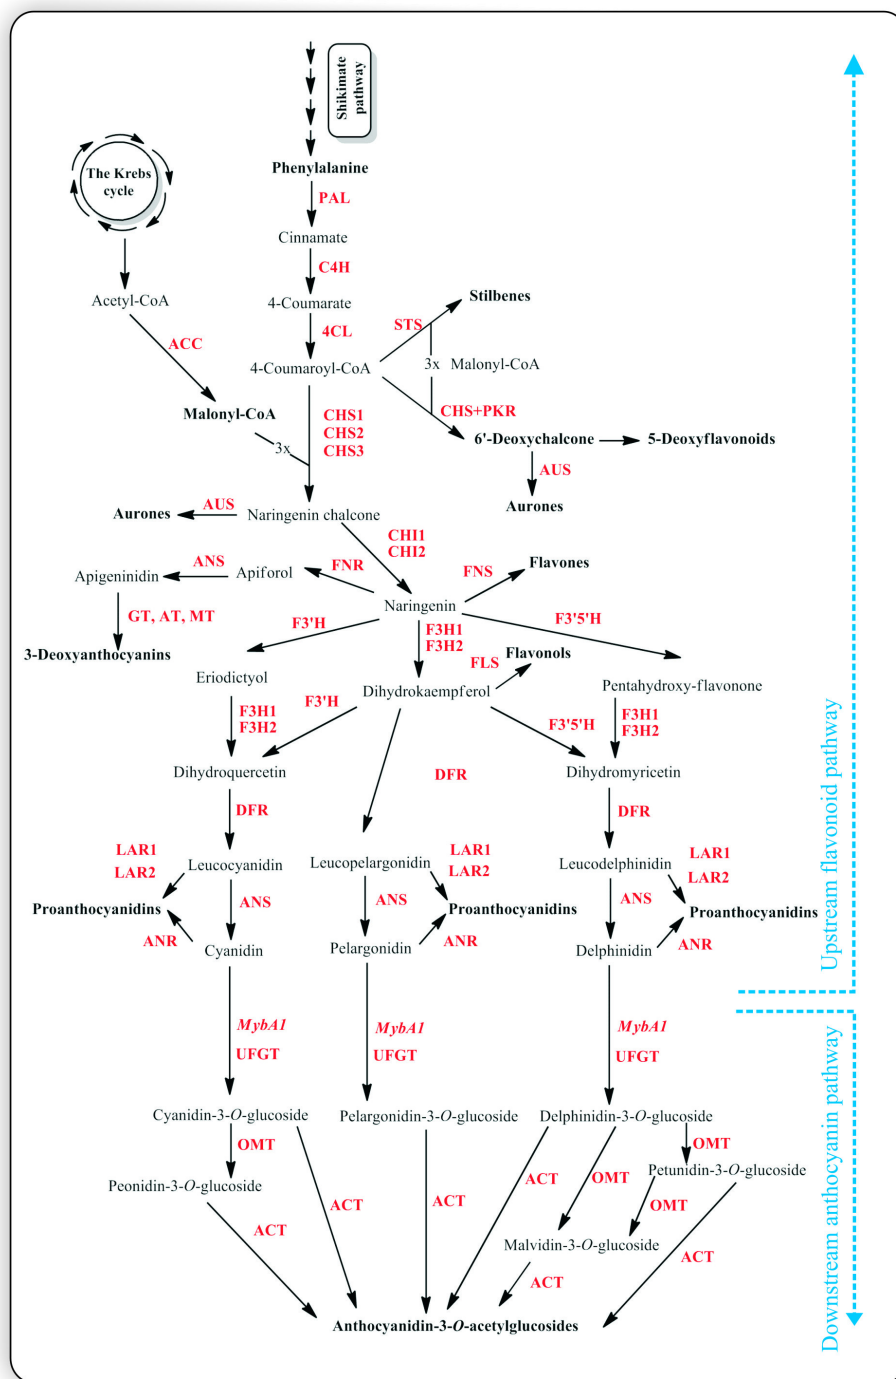 Shikimate
pathway
Phenylalanine
The Krebs
cycle
PAL
Cinnamate
C4H
Acetyl-CoA
4-Coumarate
Stilbenes
4CL
STS
ACC
4-Coumaroyl-CoA
3x Malonyl-CoA
Malonyl-CoA
CHS1
CHS2
CHS3
3x
CHS+PKR
6'-Deoxychalcone
5-Deoxyflavonoids
AUS
Aurones
AUS
Naringenin chalcone
Aurones
CHI1
CHI2
ANS
Apigeninidin
Apiforol
FNR
FNS
Flavones
Naringenin
GT, AT, MT
F3'H
F3H1
F3H2
F3'5'H
3-Deoxyanthocyanins
FLS
Flavonols
Eriodictyol
Dihydrokaempferol
Pentahydroxy-flavonone
F3H1
F3H2
F3'H
F3'5'H
F3H1
F3H2
Dihydroquercetin
DFR
Dihydromyricetin
DFR
DFR
LAR1
LAR2
Leucocyanidin
Leucopelargonidin
LAR1
LAR2
Leucodelphinidin
LAR1
LAR2
ANS
ANS
ANS
Proanthocyanidins
Proanthocyanidins
Proanthocyanidins
ANR
ANR
ANR
Cyanidin
Pelargonidin
Delphinidin
Upstream flavonoid pathway
MybA1
UFGT
MybA1
UFGT
MybA1
UFGT
Cyanidin-3-O-glucoside
Pelargonidin-3-O-glucoside
Delphinidin-3-O-glucoside
OMT
OMT
Peonidin-3-O-glucoside
Petunidin-3-O-glucoside
ACT
ACT
ACT
ACT
OMT
OMT
Malvidin-3-O-glucoside
ACT
ACT
Anthocyanidin-3-O-acetylglucosides
Downstream anthocyanin pathway